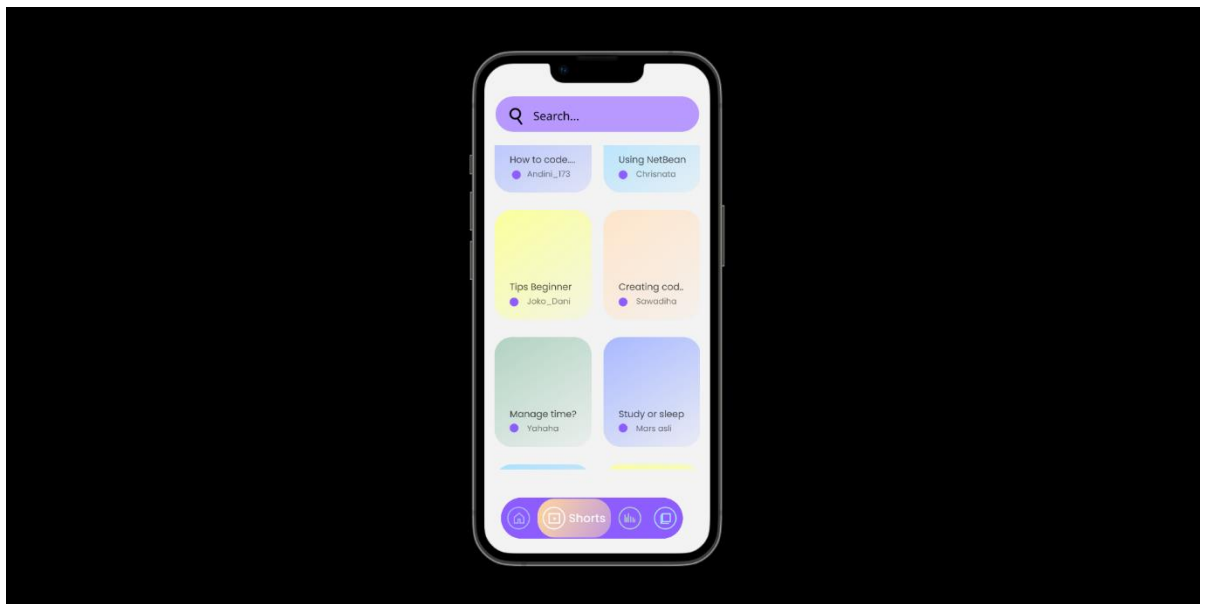 Search...
How to code...
Andini_173
Using NetBean
Chrisnata
Tips Beginner
Joko_Dani
Creating cod..
Sawadiha
Manage time?
Yahaha
Study or sleep
Mars asli
Shorts